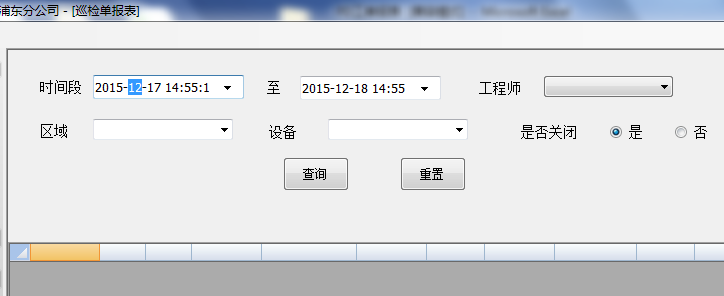 浦东分公司 - [巡检单报表]
时间段 2015-12-17 14:55:1 至 2015-12-18 14:55 工程师
区域 设备 是否关闭 是 否
查询 重置